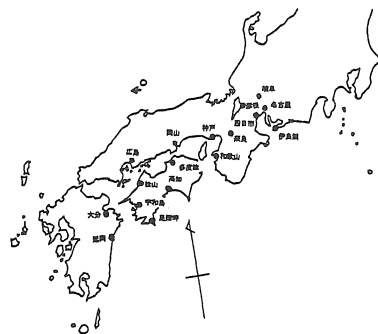 岐阜
彦根
名古屋
四日市
岡山
神戸
奈良
伊良湖
広島
和歌山
多度津
松山
高知
大分
宇和島
足摺岬
延岡